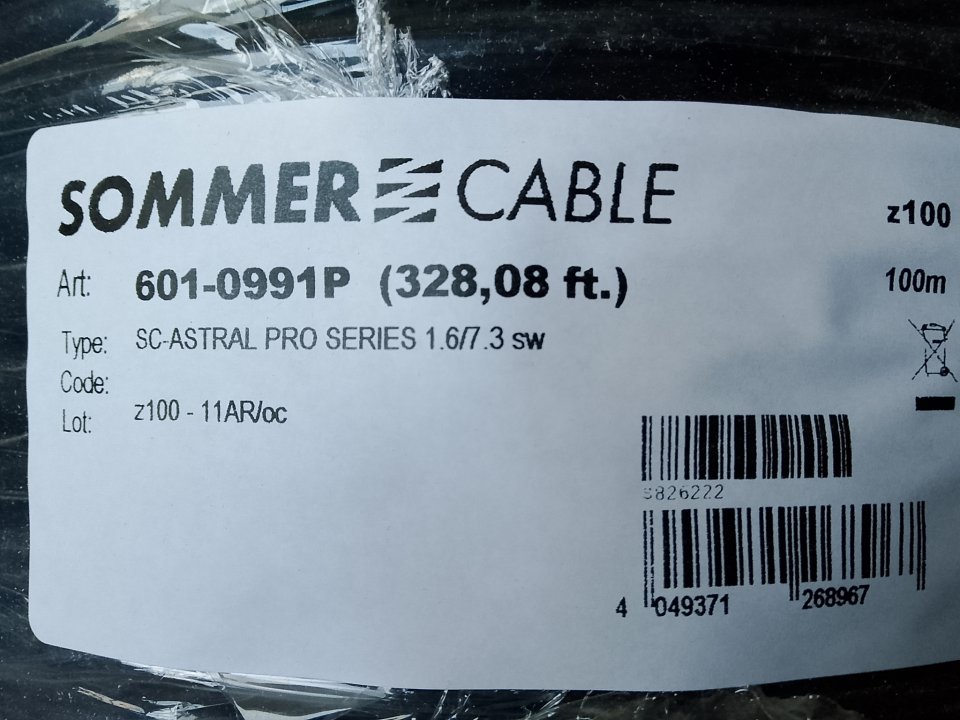 SOMMER CABLE
z100
Art: 601-0991P (328,08 ft.)
100m
Type: SC-ASTRAL PRO SERIES 1.6/7.3 sw
Code:
Lot: z100 - 11AR/oc
S826222
4 049371 268967